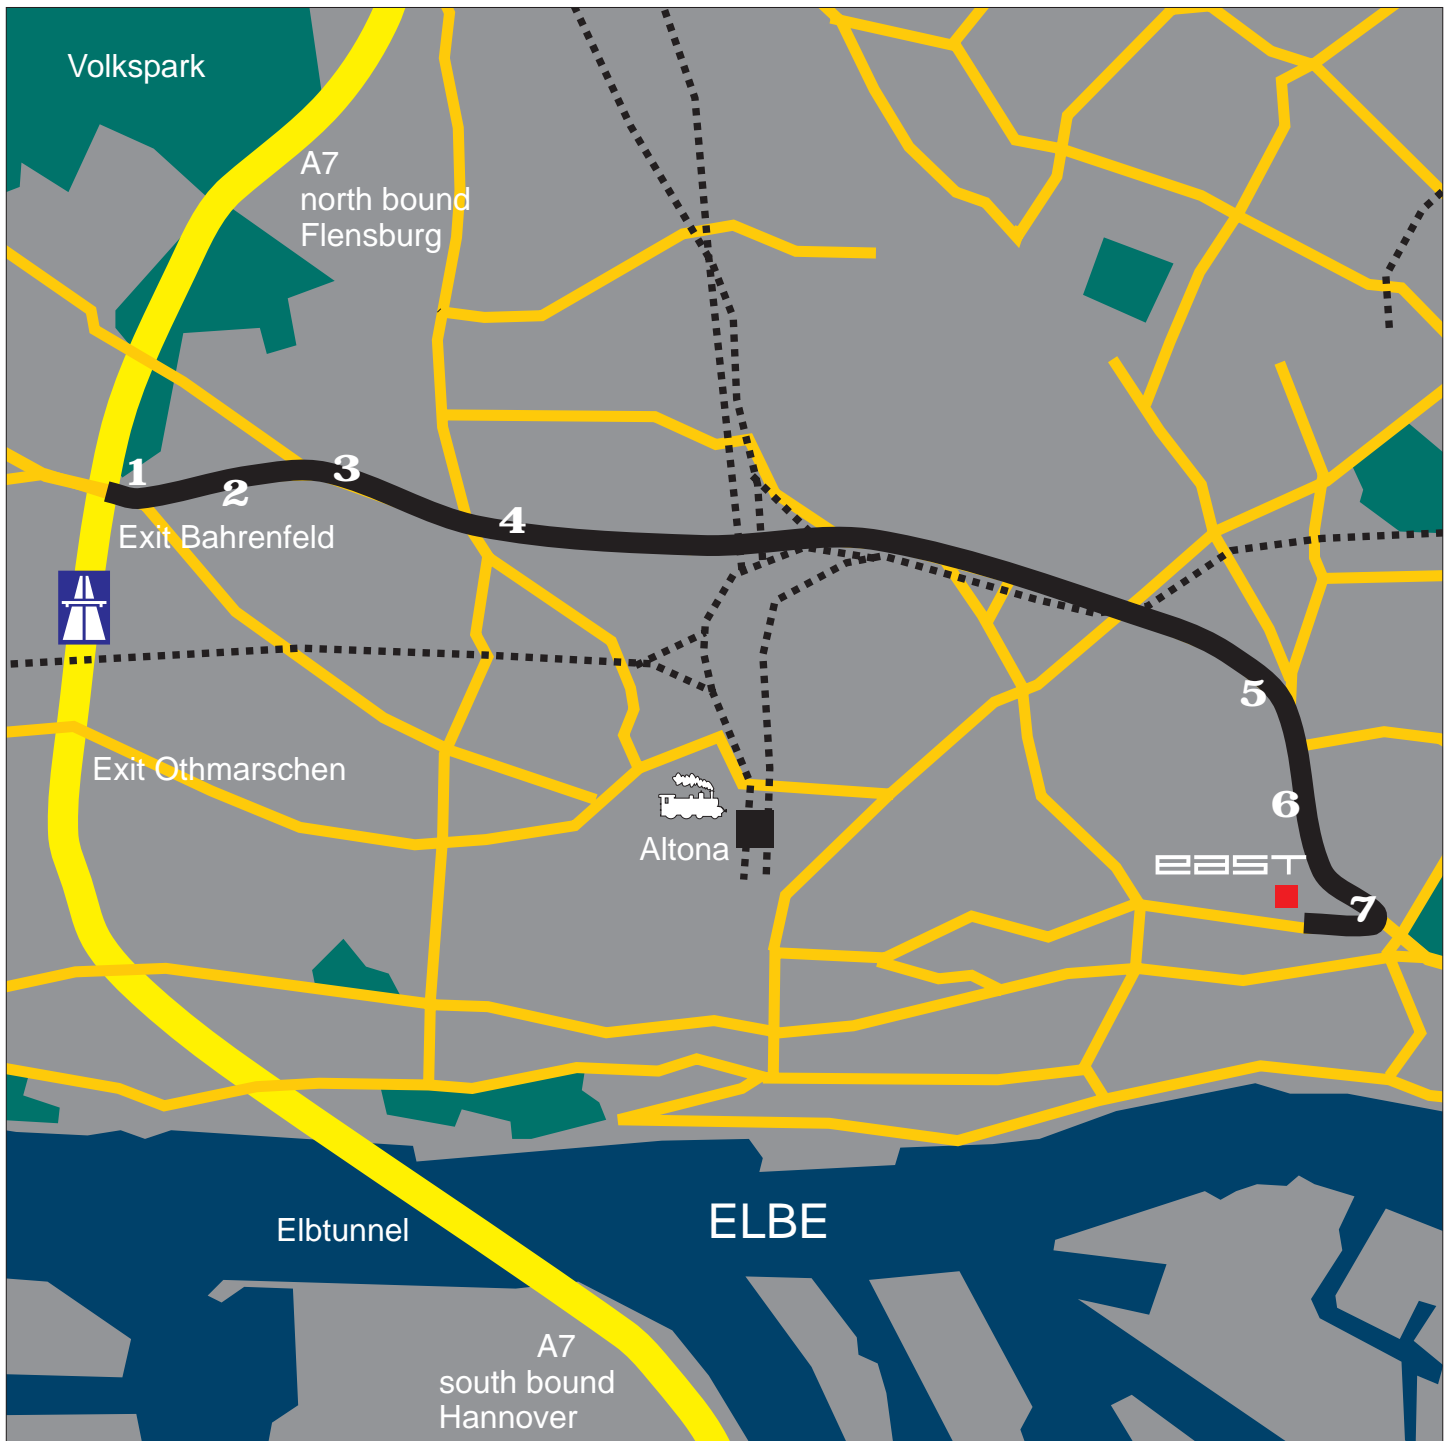 Volkspark
A7
north bound
Flensburg
1
2
3
4
Exit Bahrenfeld
5
Exit Othmarschen
6
Altona
east
7
Elbtunnel
ELBE
A7
south bound
Hannover